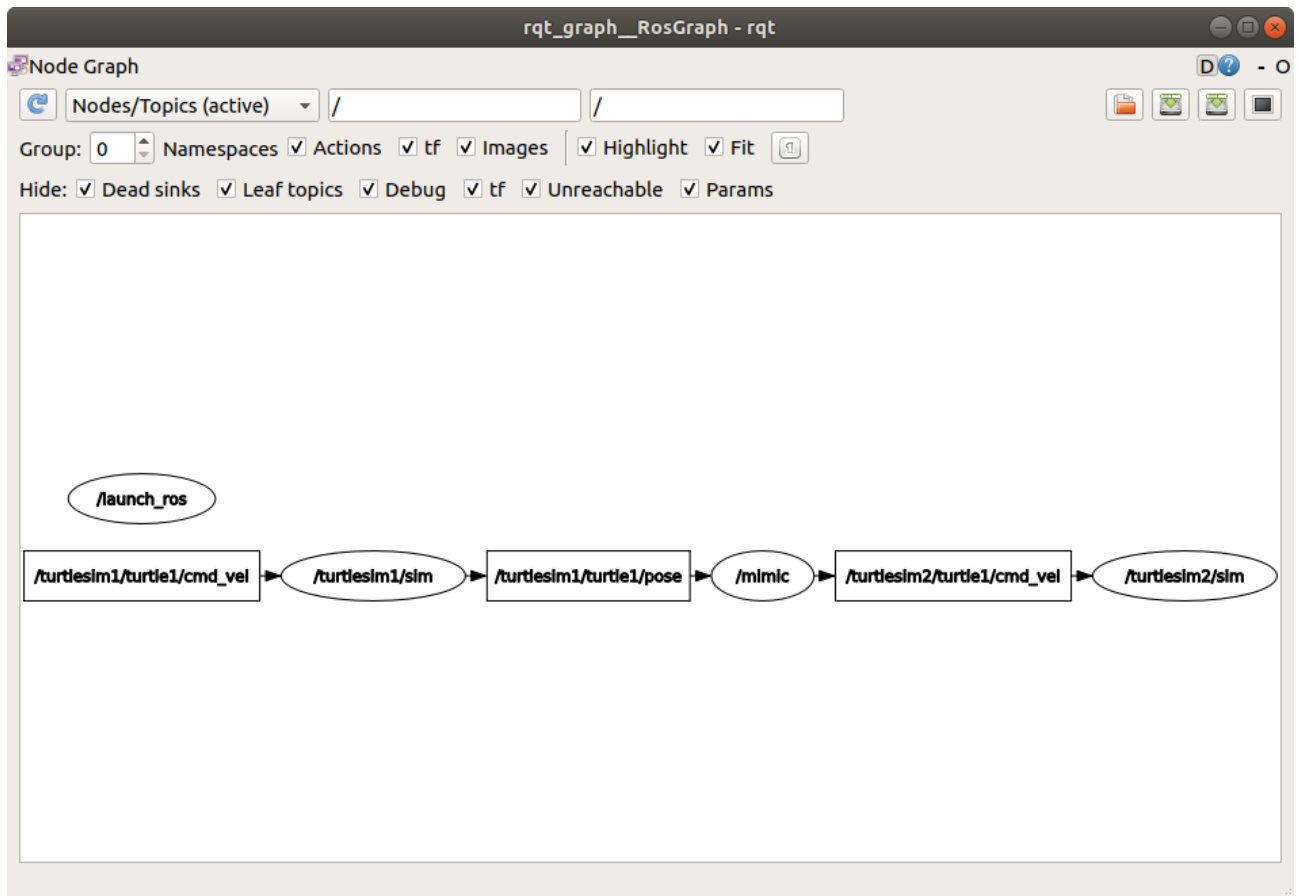 rqt_graph__RosGraph - rqt
Node Graph D ? - O
Nodes/Topics (active) / /
Group: 0 Namespaces Actions tf Images Highlight Fit
Hide: Dead sinks Leaf topics Debug tf Unreachable Params
/launch_ros
/turtlesim1/turtle1/cmd_vel /turtlesim1/sim /turtlesim1/turtle1/pose /mimic /turtlesim2/turtle1/cmd_vel /turtlesim2/sim